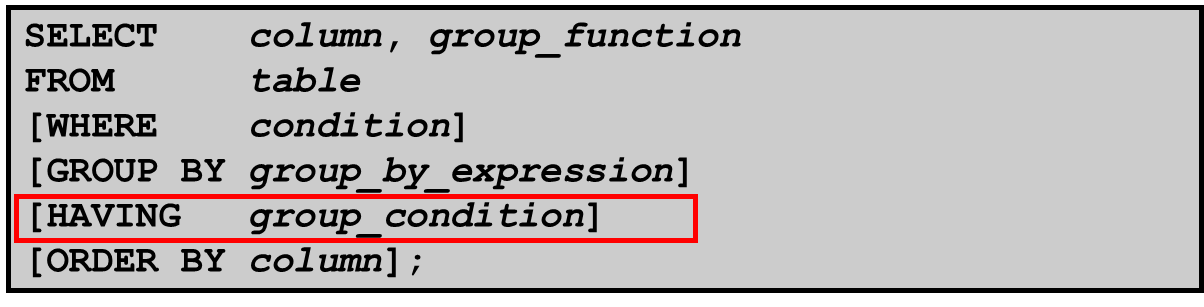 SELECT column, group_function
FROM table
[WHERE condition]
[GROUP BY group_by_expression]
[HAVING group_condition]
[ORDER BY column];